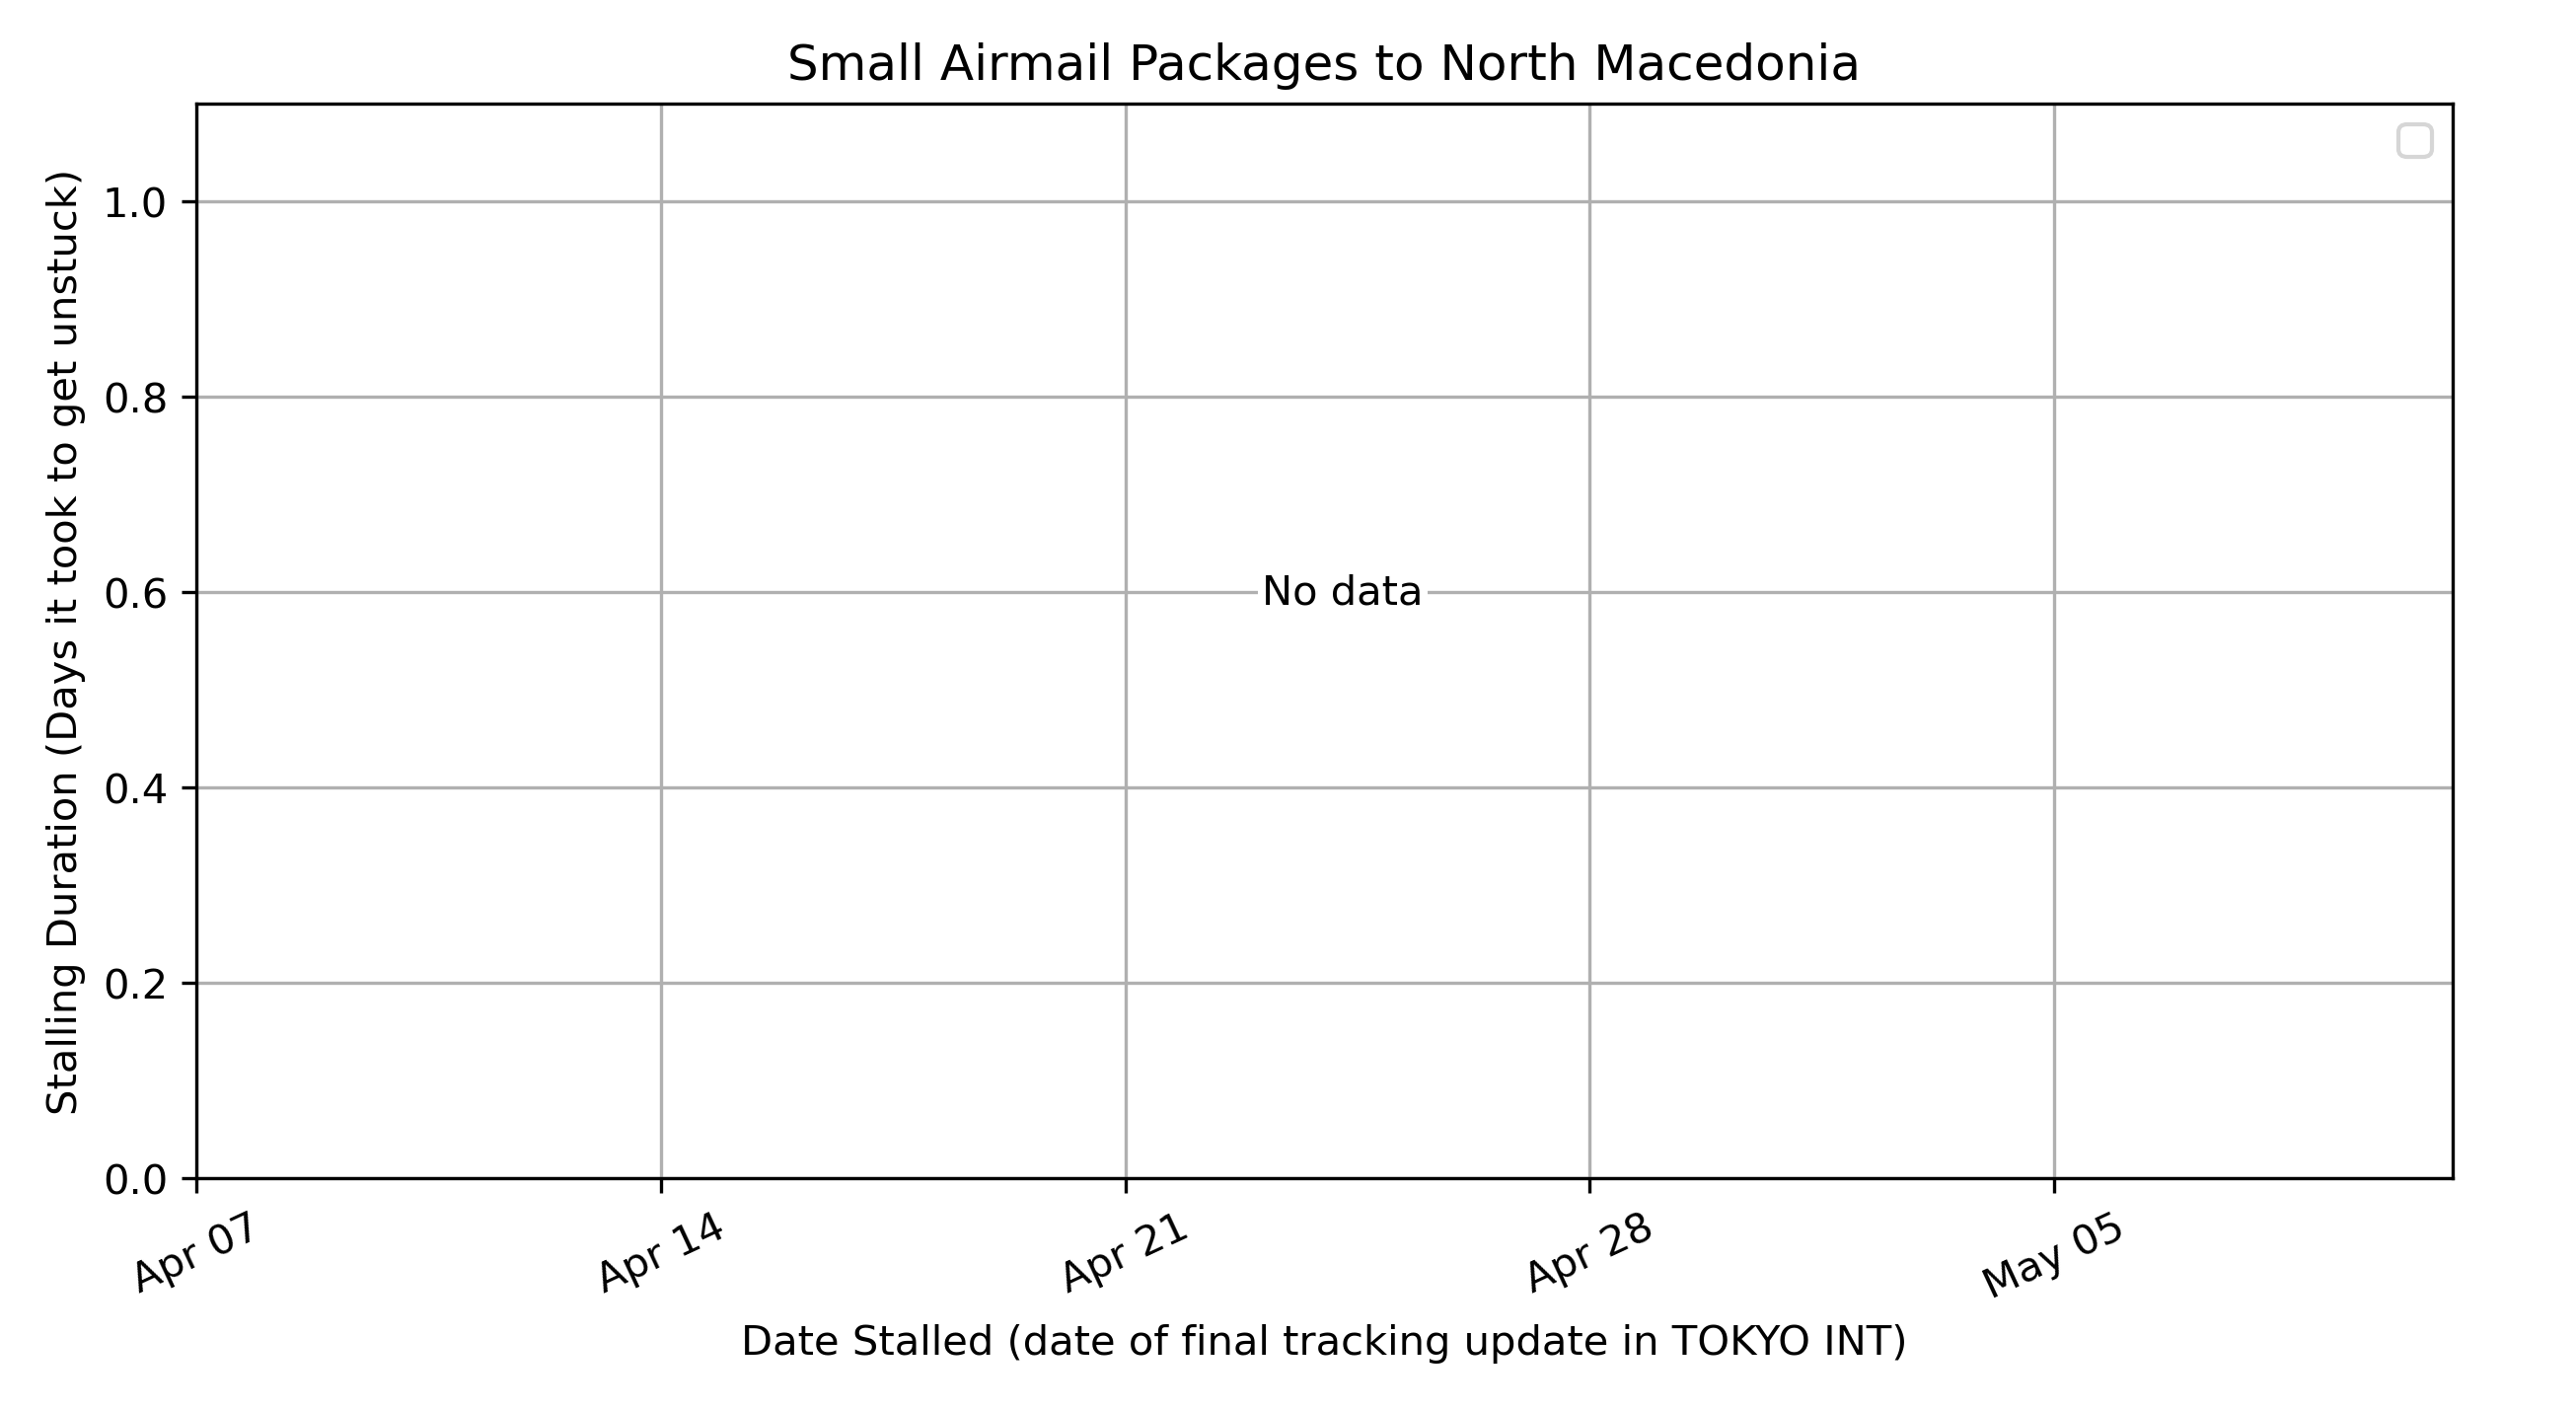 Small Airmail Packages to North Macedonia
Stalling Duration (Days it took to get unstuck)
1.0
0.8
0.6
0.4
0.2
0.0
No data
Apr 07
Apr 14
Apr 21
Apr 28
May 05
Date Stalled (date of final tracking update in TOKYO INT)